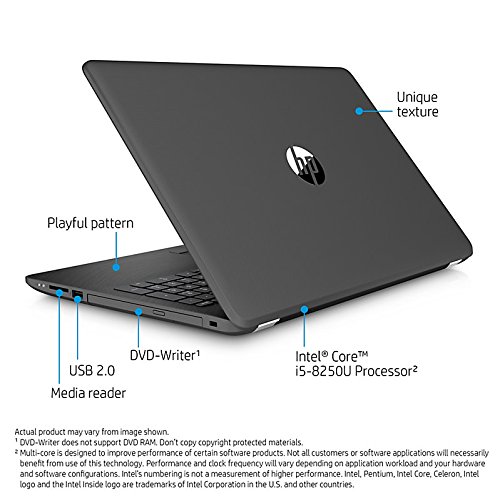 Unique
texture
hp
Playful pattern
DVD-Writer¹
USB 2.0
Media reader
Intel® Core™
i5-8250U Processor²
Actual product may vary from image shown.
¹ DVD-Writer does not support DVD RAM. Don't copy copyright protected materials.
² Multi-core is designed to improve performance of certain software products. Not all customers or software applications will necessarily
benefit from use of this technology. Performance and clock frequency will vary depending on application workload and your hardware
and software configurations. Intel's numbering is not a measurement of higher performance. Intel, Pentium, Intel Core, Celeron, Intel
logo and the Intel Inside logo are trademarks of Intel Corporation in the U.S. and other countries.